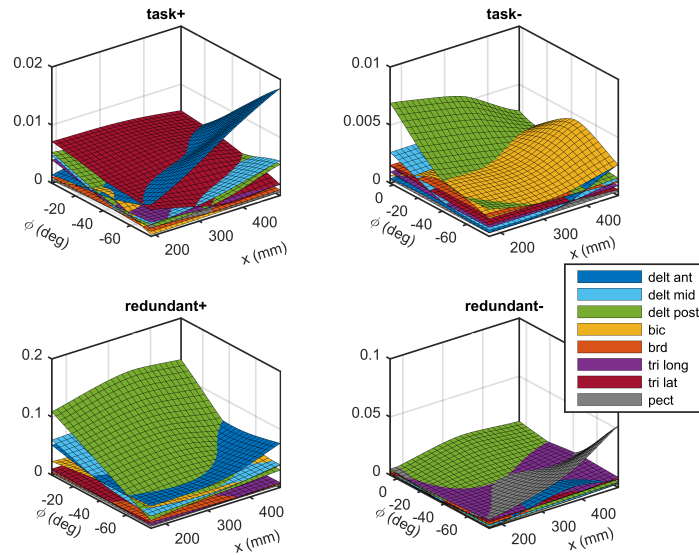 task+
0.02
0.01
0
-20
-40
-60
ϕ (deg)
200
300
400
x (mm)
task-
0.01
0.005
0
0
-20
-40
-60
ϕ (deg)
200
300
400
x (mm)
redundant+
0.2
0.1
0
-20
-40
-60
ϕ (deg)
200
300
400
x (mm)
redundant-
0.1
0.05
0
0
-20
-40
-60
ϕ (deg)
200
300
400
x (mm)
delt ant
delt mid
delt post
bic
brd
tri long
tri lat
pect